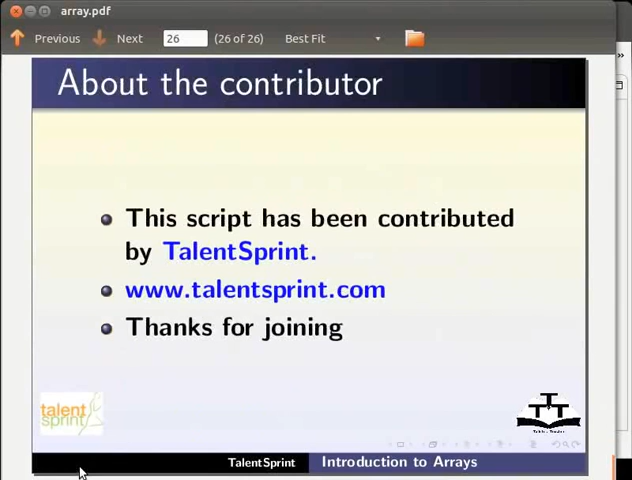 array.pdf
Previous Next 26 (26 of 26) Best Fit
About the contributor
This script has been contributed
by TalentSprint.
www.talentsprint.com
Thanks for joining
talent
sprint
TalentSprint Introduction to Arrays